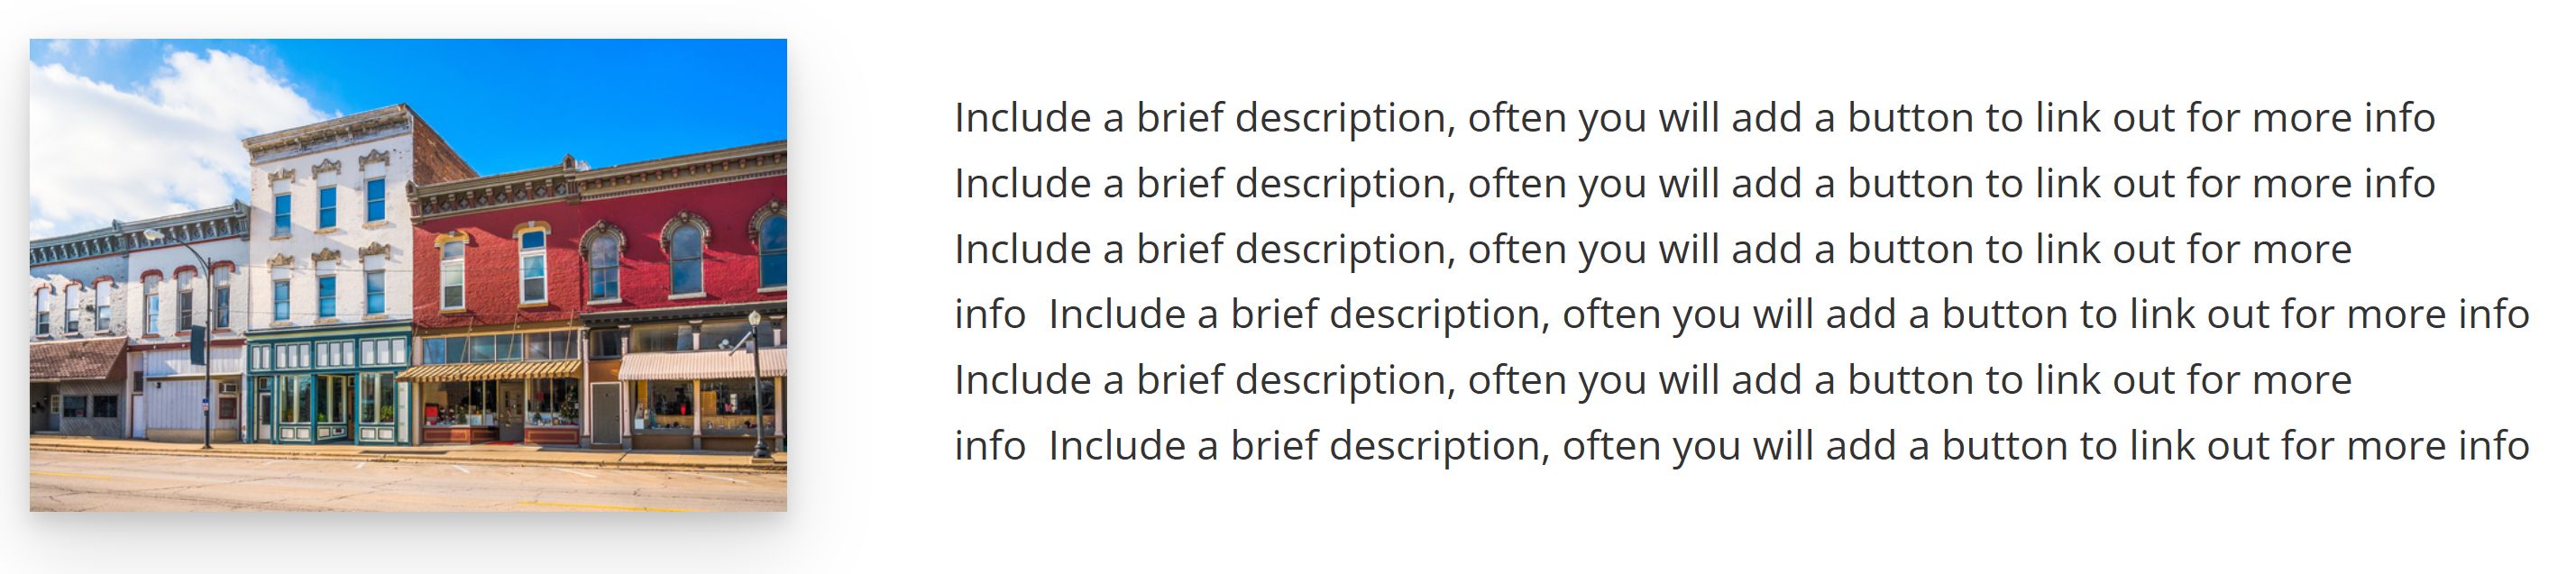 Include a brief description, often you will add a button to link out for more info
Include a brief description, often you will add a button to link out for more info
Include a brief description, often you will add a button to link out for more
info  Include a brief description, often you will add a button to link out for more info
Include a brief description, often you will add a button to link out for more
info  Include a brief description, often you will add a button to link out for more info